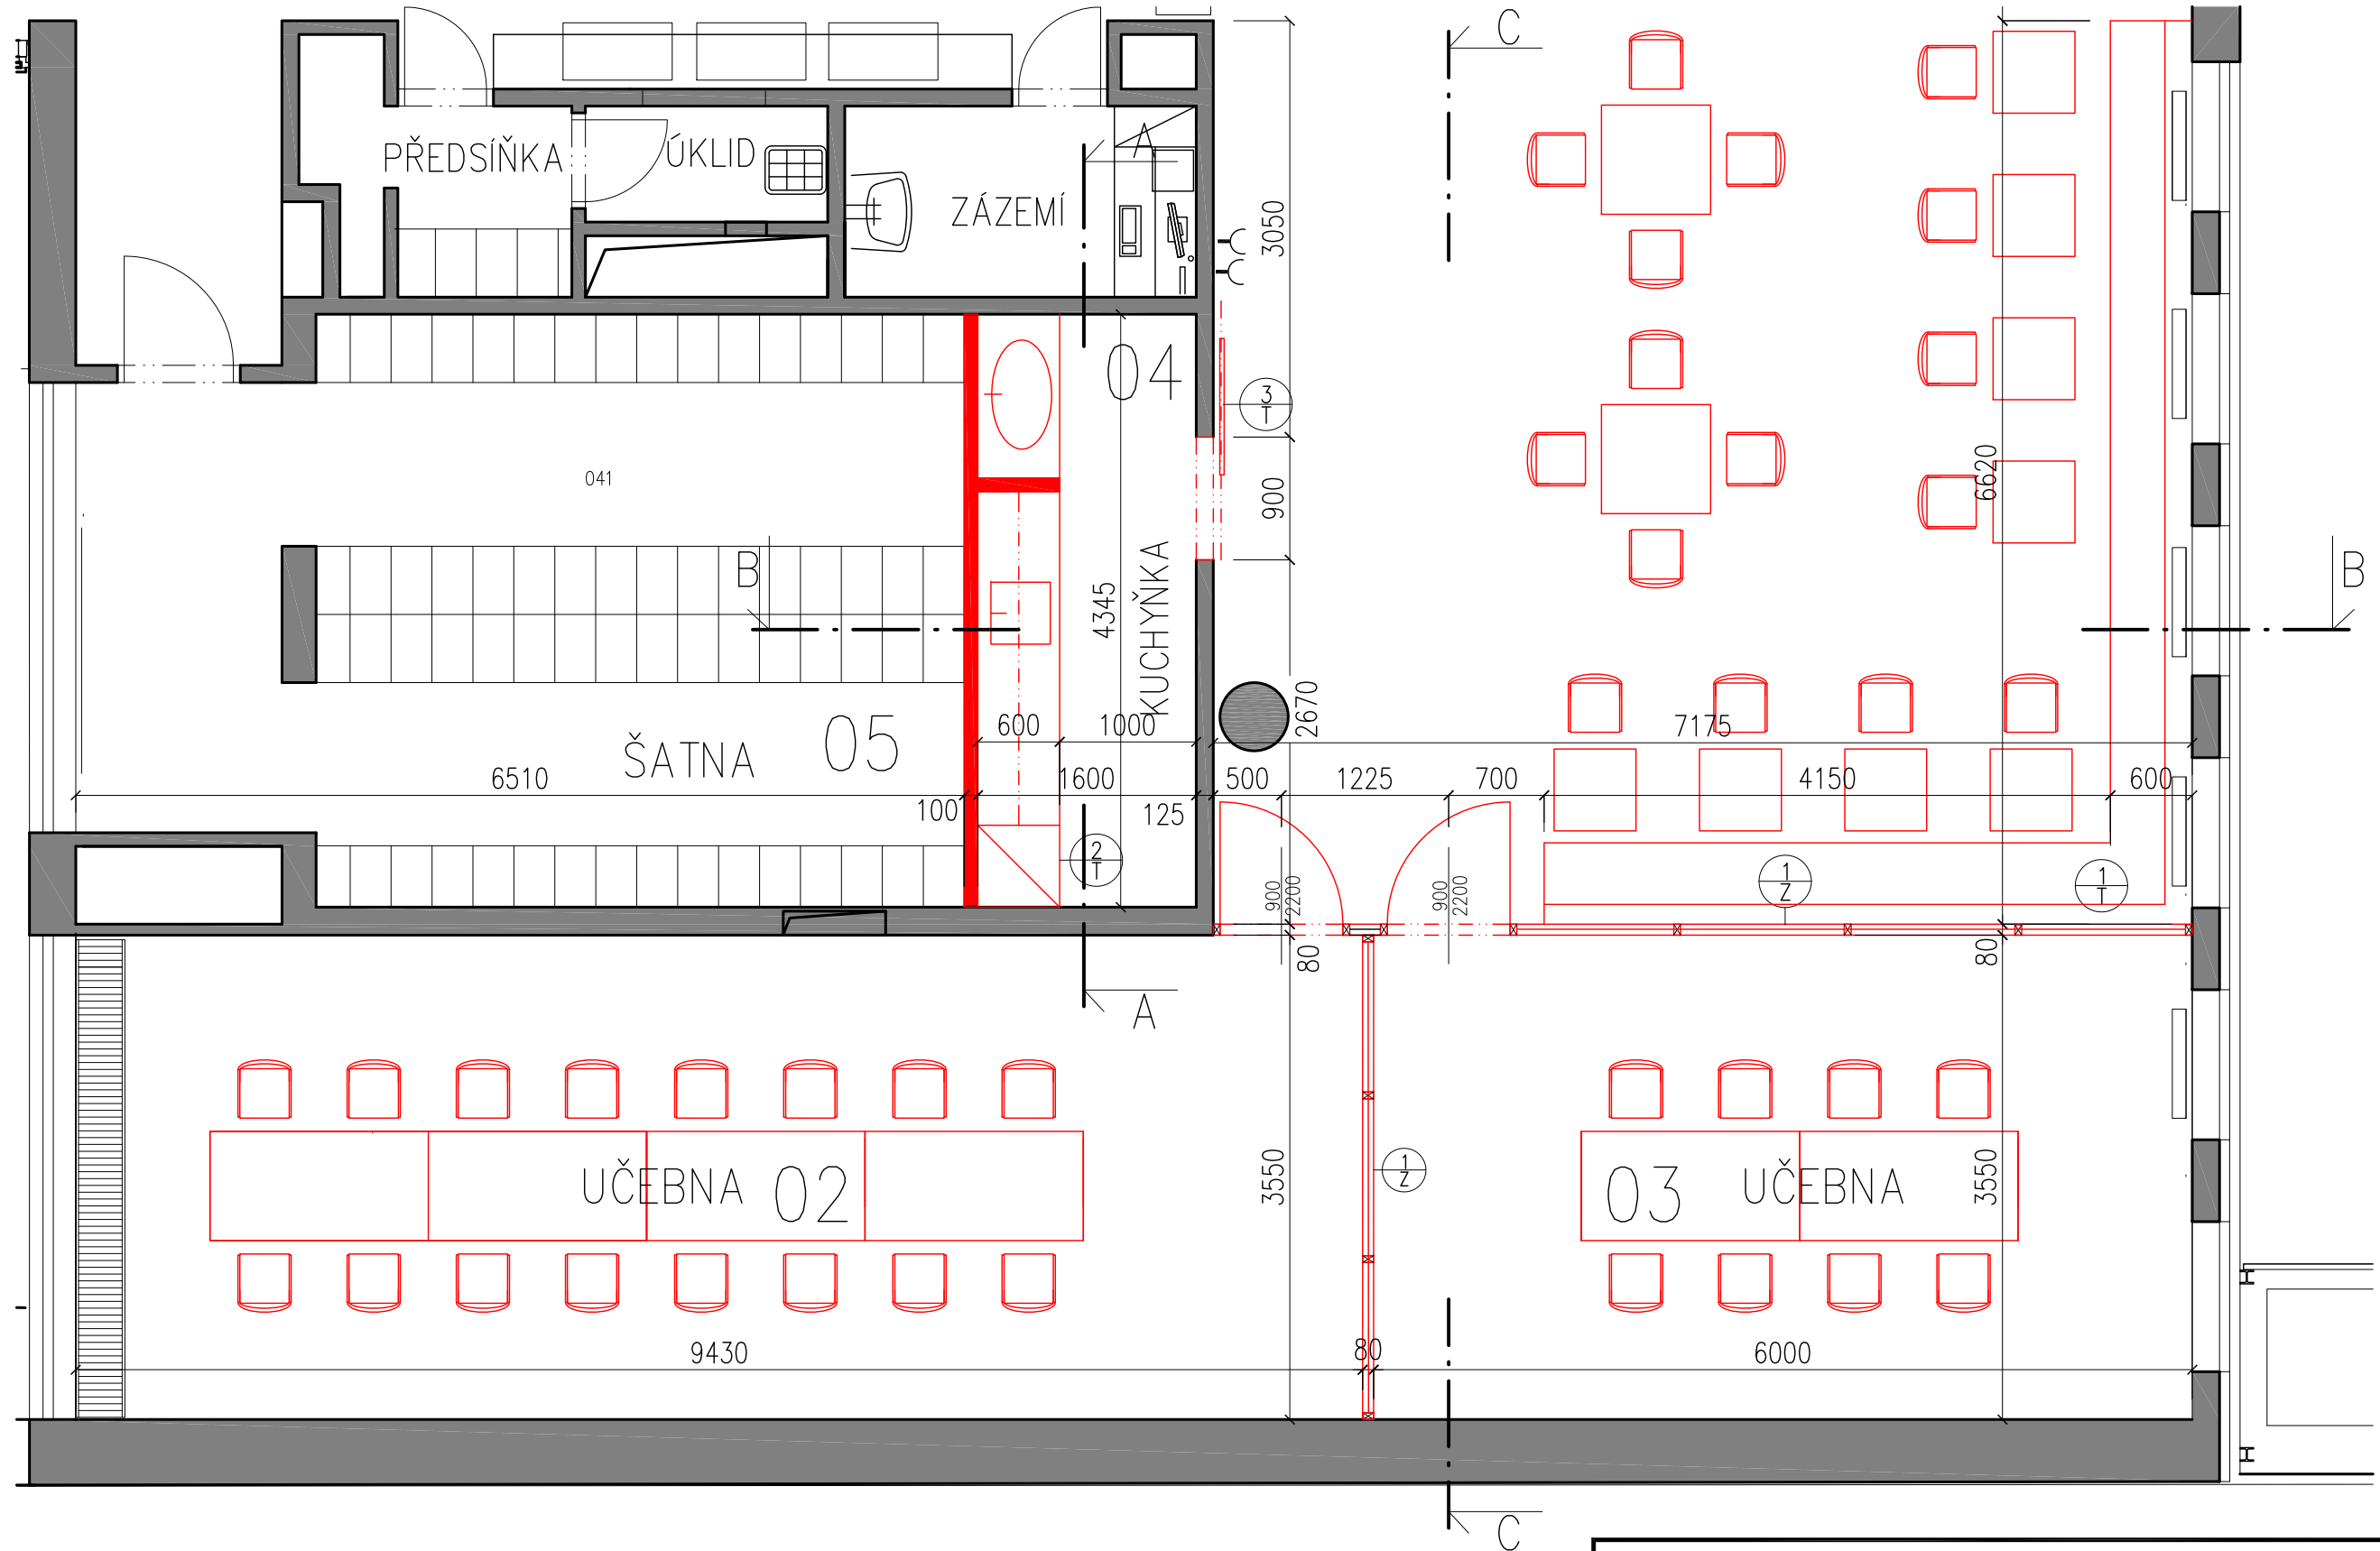 C
PŘEDSÍŇKA
ÚKLID
A
ZÁZEMÍ
3050
04
3
T
041
900
6620
B
B
4345
KUCHYŇKA
2670
600
1000
7175
ŠATNA
05
6510
1600
500
1225
700
4150
600
100
125
2
T
1
Z
1
T
900
2200
900
2200
80
80
A
3550
1
Z
3550
UČEBNA
02
03
UČEBNA
9430
80
6000
C